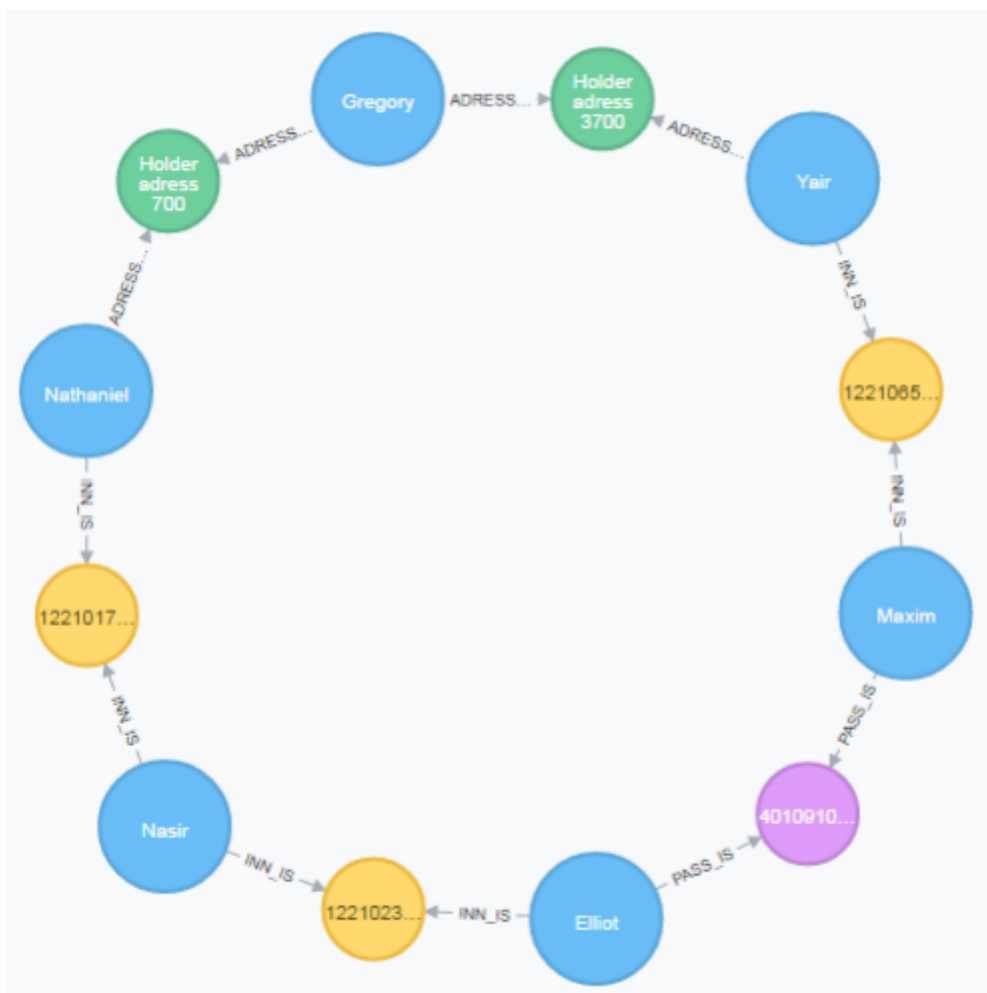 Gregory
ADRESS...
Holder
adress
3700
ADRESS...
Holder
adress
700
ADRESS...
Yair
ADRESS...
INN_IS
Nathaniel
1221065...
INN_IS
INN_IS
1221017...
Maxim
INN_IS
PASS_IS
4010910...
Nasir
INN_IS
1221023...
INN_IS
Elliot
PASS_IS